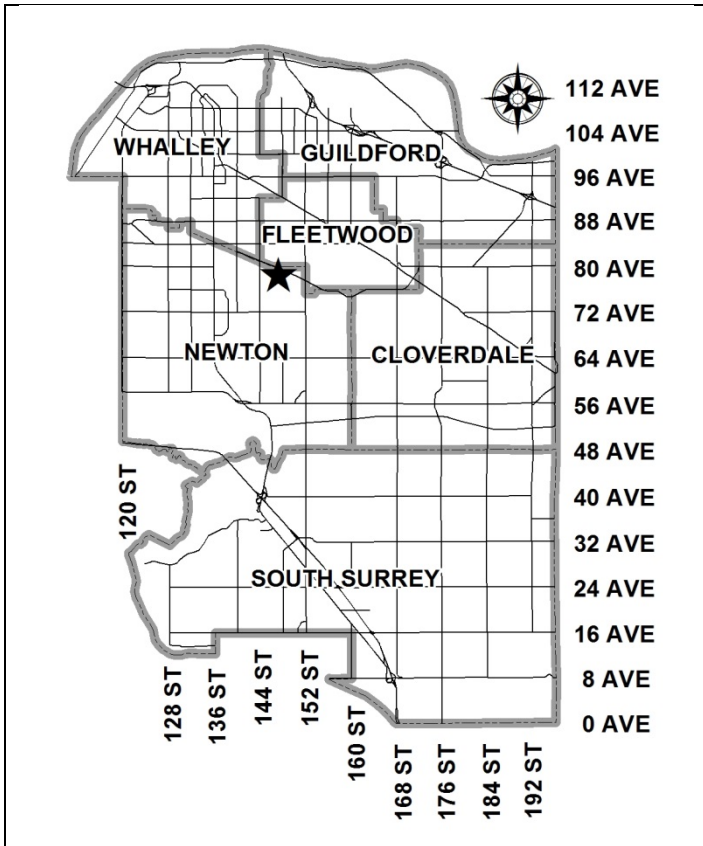 112 AVE
104 AVE
WHALLEY
GUILDFORD
96 AVE
88 AVE
FLEETWOOD
80 AVE
72 AVE
NEWTON
CLOVERDALE
64 AVE
56 AVE
48 AVE
120 ST
40 AVE
32 AVE
SOUTH SURREY
24 AVE
16 AVE
128 ST
136 ST
144 ST
152 ST
160 ST
168 ST
176 ST
184 ST
192 ST
8 AVE
0 AVE